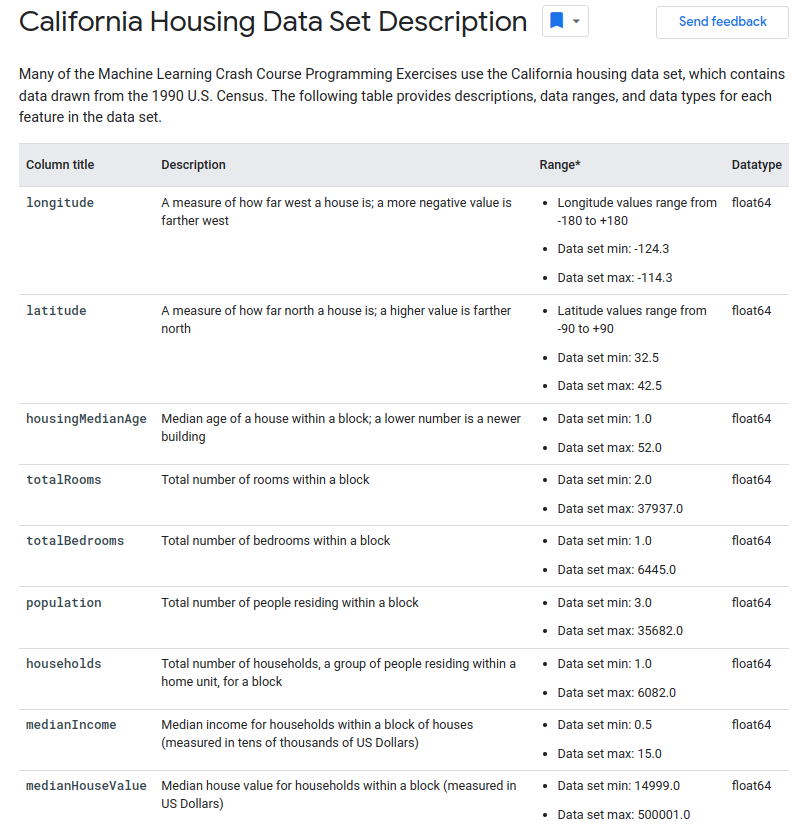 California Housing Data Set Description
Send feedback
Many of the Machine Learning Crash Course Programming Exercises use the California housing data set, which contains
data drawn from the 1990 U.S. Census. The following table provides descriptions, data ranges, and data types for each
feature in the data set.
Column title Description Range* Datatype
longitude A measure of how far west a house is; a more negative value is • Longitude values range from float64
farther west -180 to +180
• Data set min: -124.3
• Data set max: -114.3
latitude A measure of how far north a house is; a higher value is farther • Latitude values range from float64
north -90 to +90
• Data set min: 32.5
• Data set max: 42.5
housingMedianAge Median age of a house within a block; a lower number is a newer • Data set min: 1.0 float64
building
• Data set max: 52.0
totalRooms Total number of rooms within a block • Data set min: 2.0 float64
• Data set max: 37937.0
totalBedrooms Total number of bedrooms within a block • Data set min: 1.0 float64
• Data set max: 6445.0
population Total number of people residing within a block • Data set min: 3.0 float64
• Data set max: 35682.0
households Total number of households, a group of people residing within a • Data set min: 1.0 float64
home unit, for a block
• Data set max: 6082.0
medianIncome Median income for households within a block of houses • Data set min: 0.5 float64
(measured in tens of thousands of US Dollars)
• Data set max: 15.0
medianHouseValue Median house value for households within a block (measured in • Data set min: 14999.0 float64
US Dollars)
• Data set max: 500001.0